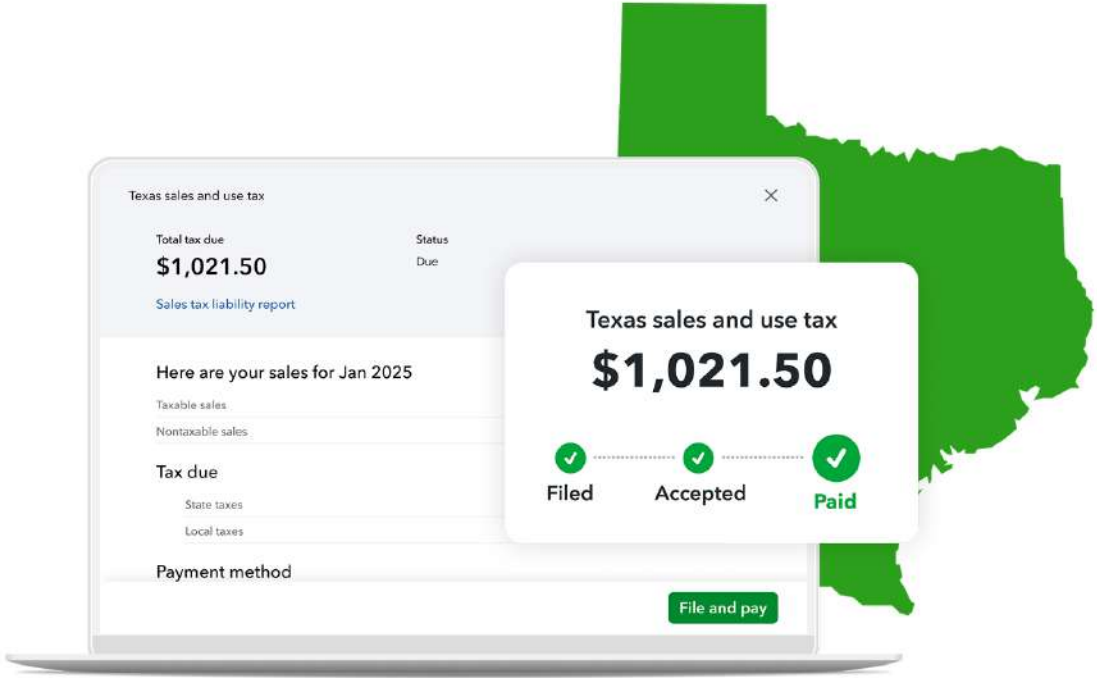 Texas sales and use tax
Total tax due
Status
$1,021.50
Due
Sales tax liability report
Here are your sales for Jan 2025
Taxable sales
Nontaxable sales
Tax due
State taxes
Local taxes
Payment method
File and pay
Texas sales and use tax
$1,021.50
Filed
Accepted
Paid